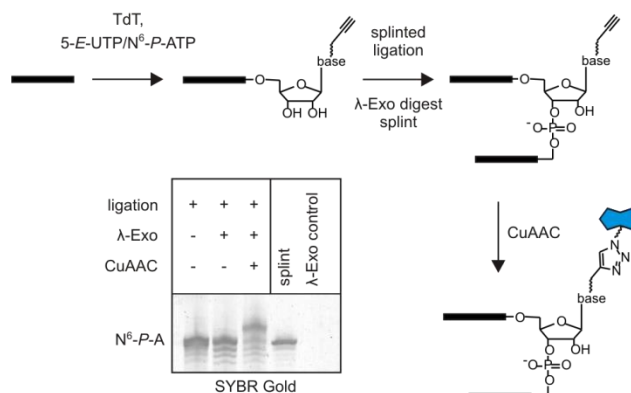 TdT,
5-E-UTP/N⁶-P-ATP
splinted
ligation
λ-Exo digest
splint
base
O
O
OH OH
base
O
O
O OH
⁻O-P=O
O
CuAAC
N
N
N
base
O
O
O OH
⁻O-P=O
O
ligation + + +
λ-Exo - + +
CuAAC - - +
splint
λ-Exo control
N⁶-P-A
SYBR Gold